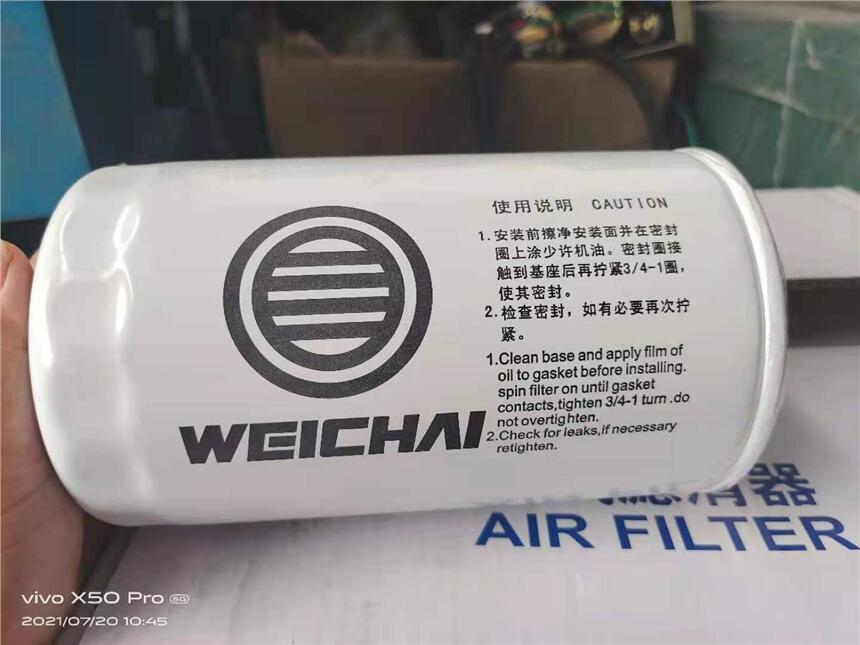 使用说明 CAUTION
1.安装前擦净安装面并在密封
圈上涂少许机油。密封圈接
触到基座后再拧紧3/4-1圈,
使其密封。
2.检查密封,如有必要再次拧
紧。
1.Clean base and apply film of
oil to gasket before installing.
spin filter on until gasket
contacts,tighten 3/4-1 turn .do
not overtighten.
2.Check for leaks,if necessary
retighten.
WEICHAI
滤清器
AIR FILTER
vivo X50 Pro 5G
2021/07/20 10:45